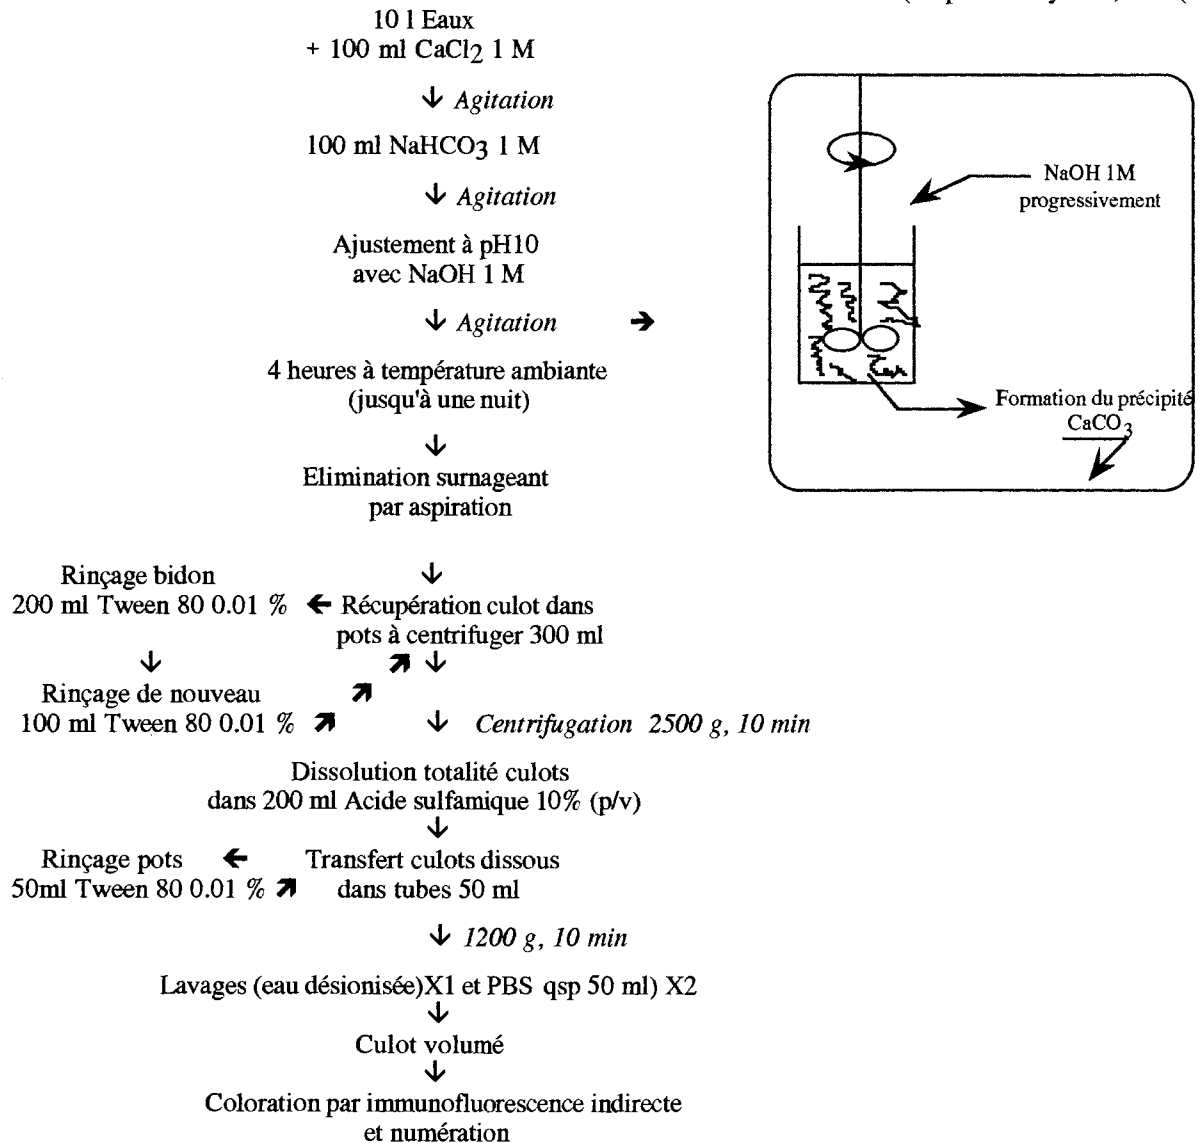 10 l Eaux
+ 100 ml CaCl2 1 M
↓ Agitation
100 ml NaHCO3 1 M
↓ Agitation
Ajustement à pH10
avec NaOH 1 M
↓ Agitation →
4 heures à température ambiante
(jusqu'à une nuit)
↓
Elimination surnageant
par aspiration
↓
Rinçage bidon
200 ml Tween 80 0.01 % ← Récupération culot dans
pots à centrifuger 300 ml
Rinçage de nouveau
100 ml Tween 80 0.01 %
↓ Centrifugation 2500 g, 10 min
Dissolution totalité culots
dans 200 ml Acide sulfamique 10% (p/v)
↓
Rinçage pots ← Transfert culots dissous
50ml Tween 80 0.01 % dans tubes 50 ml
↓ 1200 g, 10 min
Lavages (eau désionisée)X1 et PBS qsp 50 ml) X2
↓
Culot volumé
↓
Coloration par immunofluorescence indirecte
et numération
NaOH 1M
progressivement
Formation du précipité
CaCO3